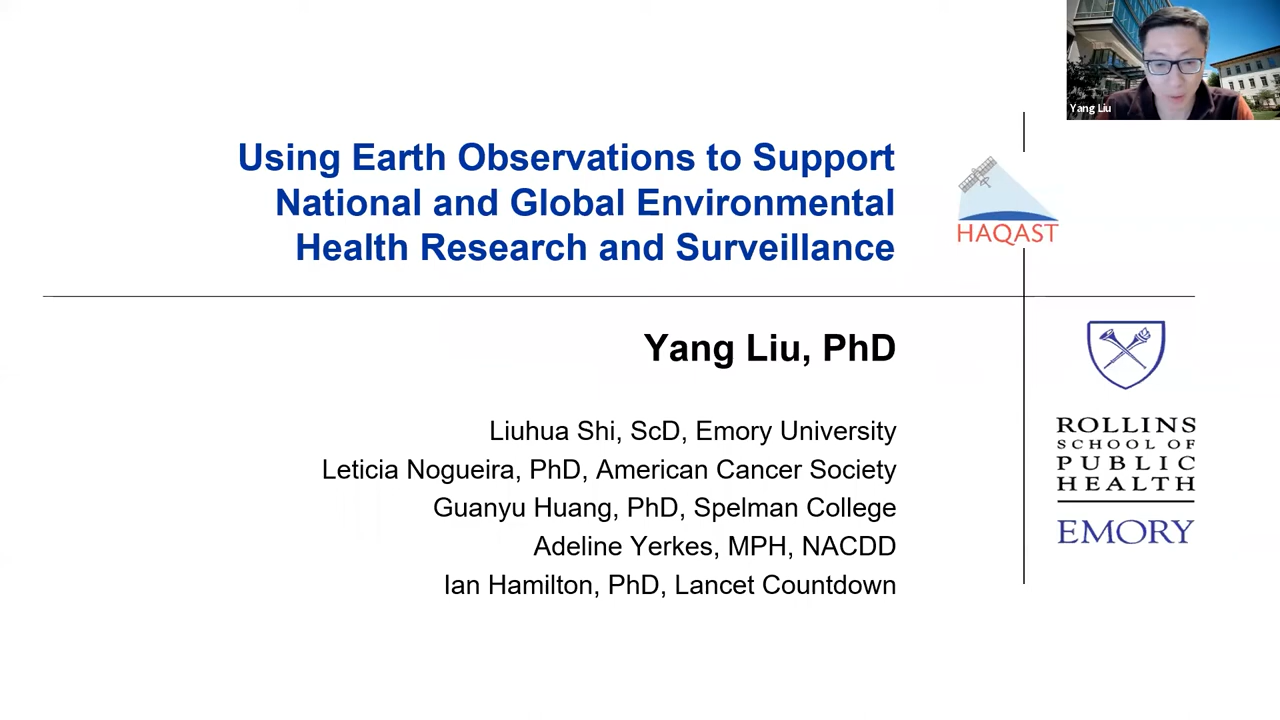 Yang Liu
Using Earth Observations to Support
National and Global Environmental
Health Research and Surveillance
HAQAST
Yang Liu, PhD
Liuhua Shi, ScD, Emory University
Leticia Nogueira, PhD, American Cancer Society
Guanyu Huang, PhD, Spelman College
Adeline Yerkes, MPH, NACDD
Ian Hamilton, PhD, Lancet Countdown
ROLLINS
SCHOOL OF
PUBLIC
HEALTH
EMORY